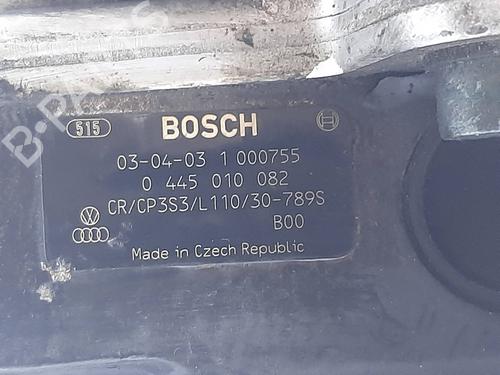 515 BOSCH
03-04-03 1 000755
0 445 010 082
CR/CP3S3/L110/30-789S
B00
Made in Czech Republic